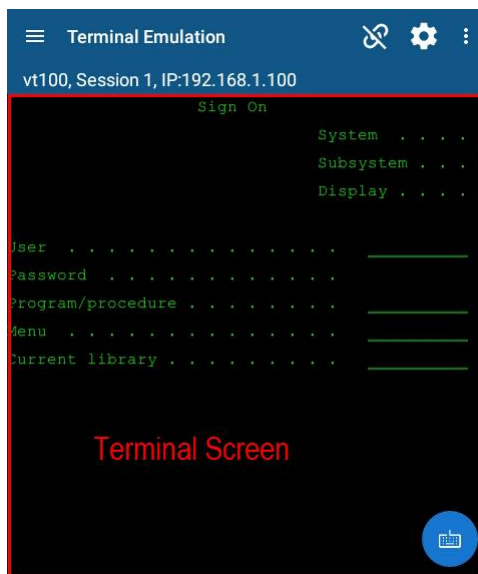 Terminal Emulation
vt100, Session 1, IP:192.168.1.100
Sign On
System . . . .
Subsystem . . .
Display . . . .
User . . . . . . . . . . . . . .
Password . . . . . . . . . . . .
Program/procedure . . . . . . . .
Menu . . . . . . . . . . . . . .
Current library . . . . . . . . .
Terminal Screen